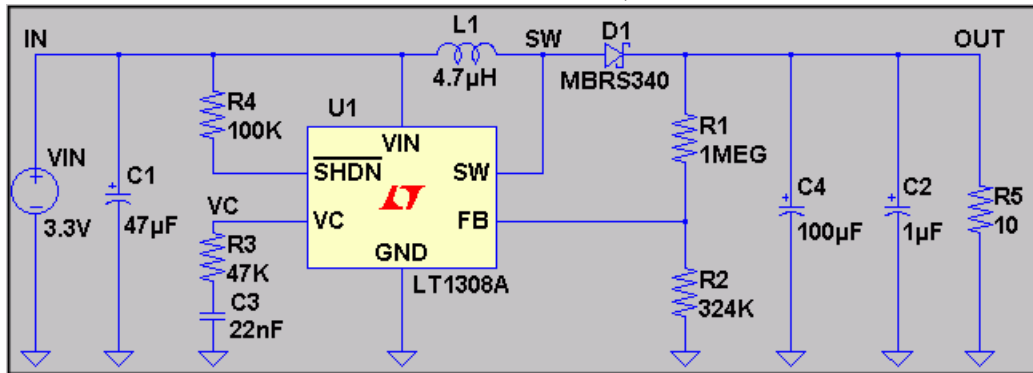 IN
L1
4.7µH
SW
D1
MBRS340
OUT
R4
100K
U1
VIN
SHDN
SW
VC
FB
GND
LT1308A
R1
1MEG
VIN
3.3V
C1
47µF
VC
R3
47K
C3
22nF
R2
324K
C4
100µF
C2
1µF
R5
10